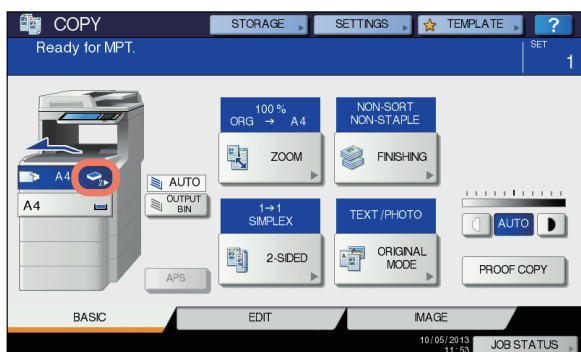 COPY
STORAGE
SETTINGS
TEMPLATE
?
Ready for MPT.
SET
1
100 %
ORG → A4
NON-SORT
NON-STAPLE
ZOOM
FINISHING
A4
2
A4
AUTO
OUTPUT
BIN
1→1
SIMPLEX
TEXT/PHOTO
AUTO
2-SIDED
ORIGINAL
MODE
APS
PROOF COPY
BASIC
EDIT
IMAGE
10/05/2013
11:53
JOB STATUS